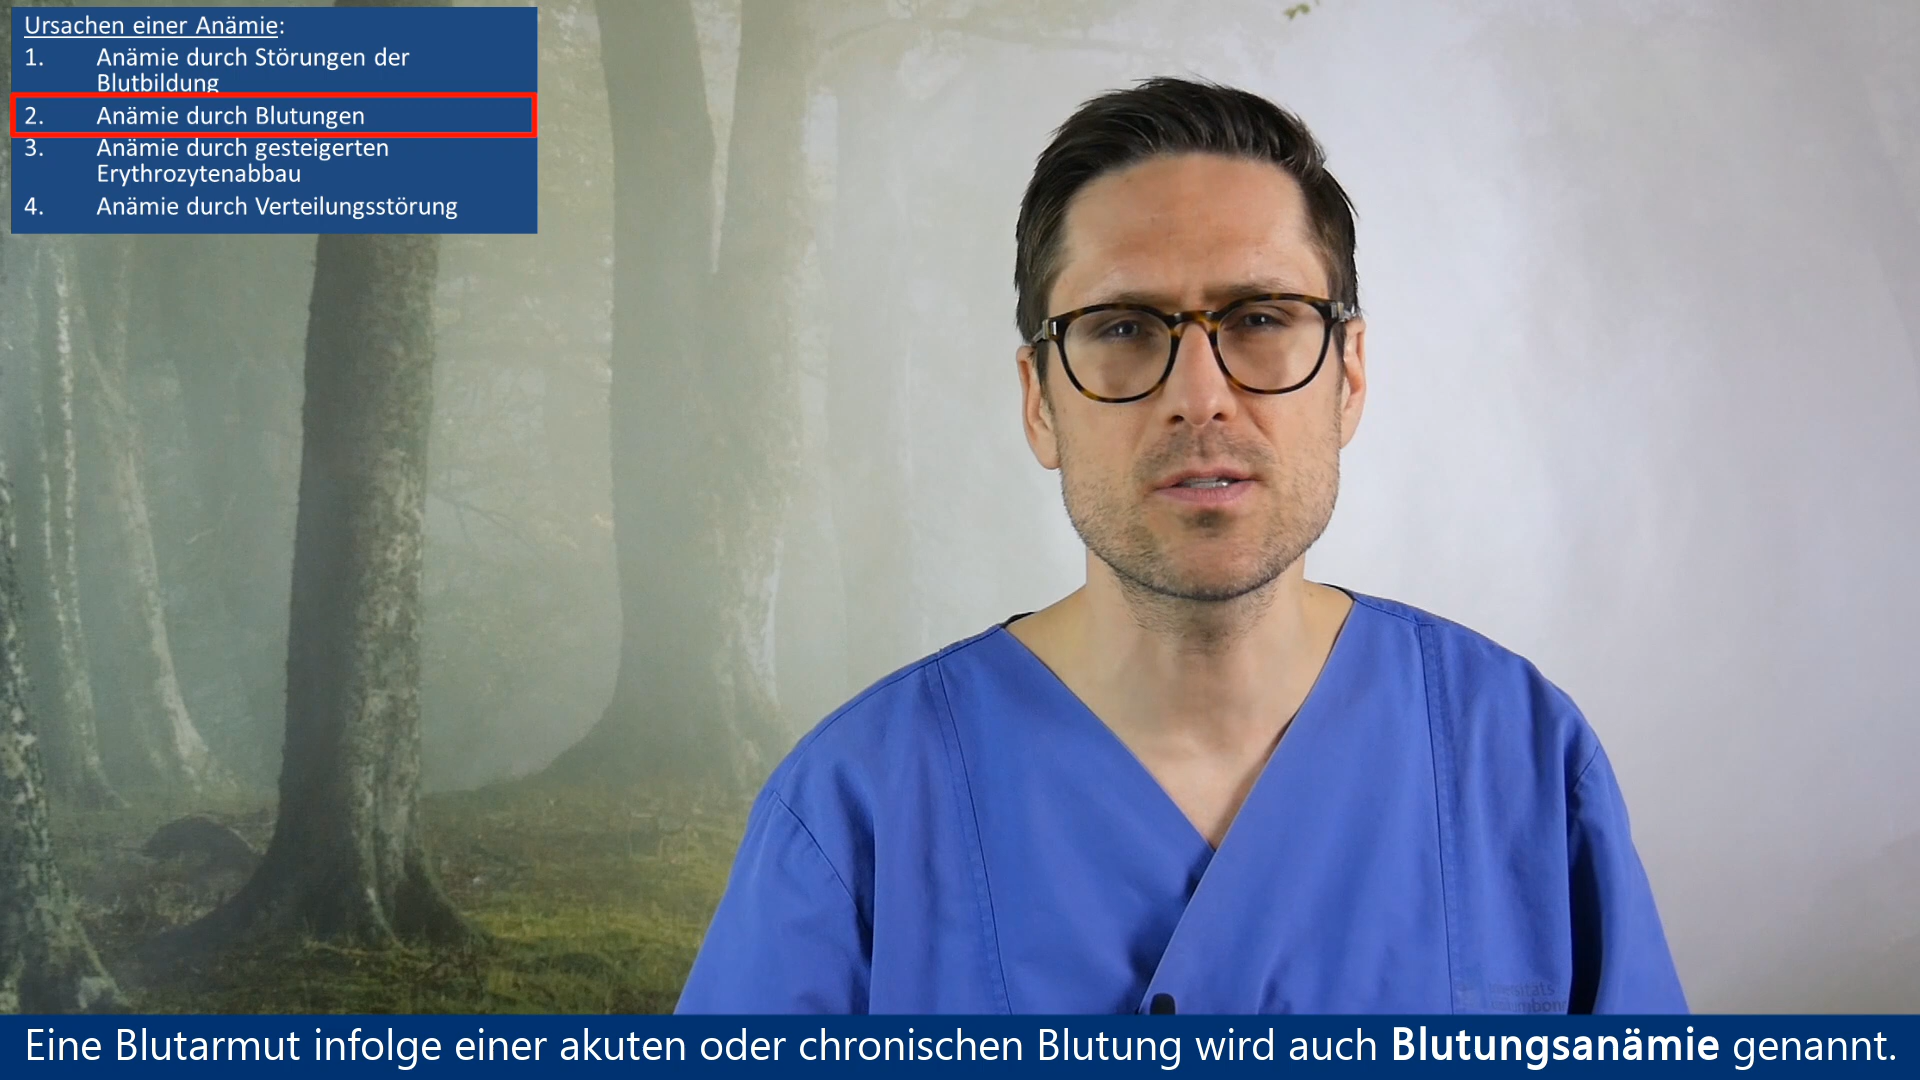 Ursachen einer Anämie:
1. Anämie durch Störungen der
Blutbildung
2. Anämie durch Blutungen
3. Anämie durch gesteigerten
Erythrozytenabbau
4. Anämie durch Verteilungsstörung
Eine Blutarmut infolge einer akuten oder chronischen Blutung wird auch Blutungsanämie genannt.